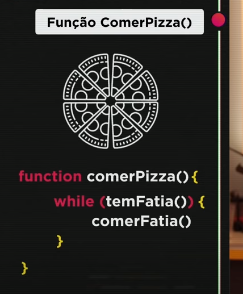 Função ComerPizza()
function comerPizza(){
while (temFatia()) {
comerFatia()
}
}